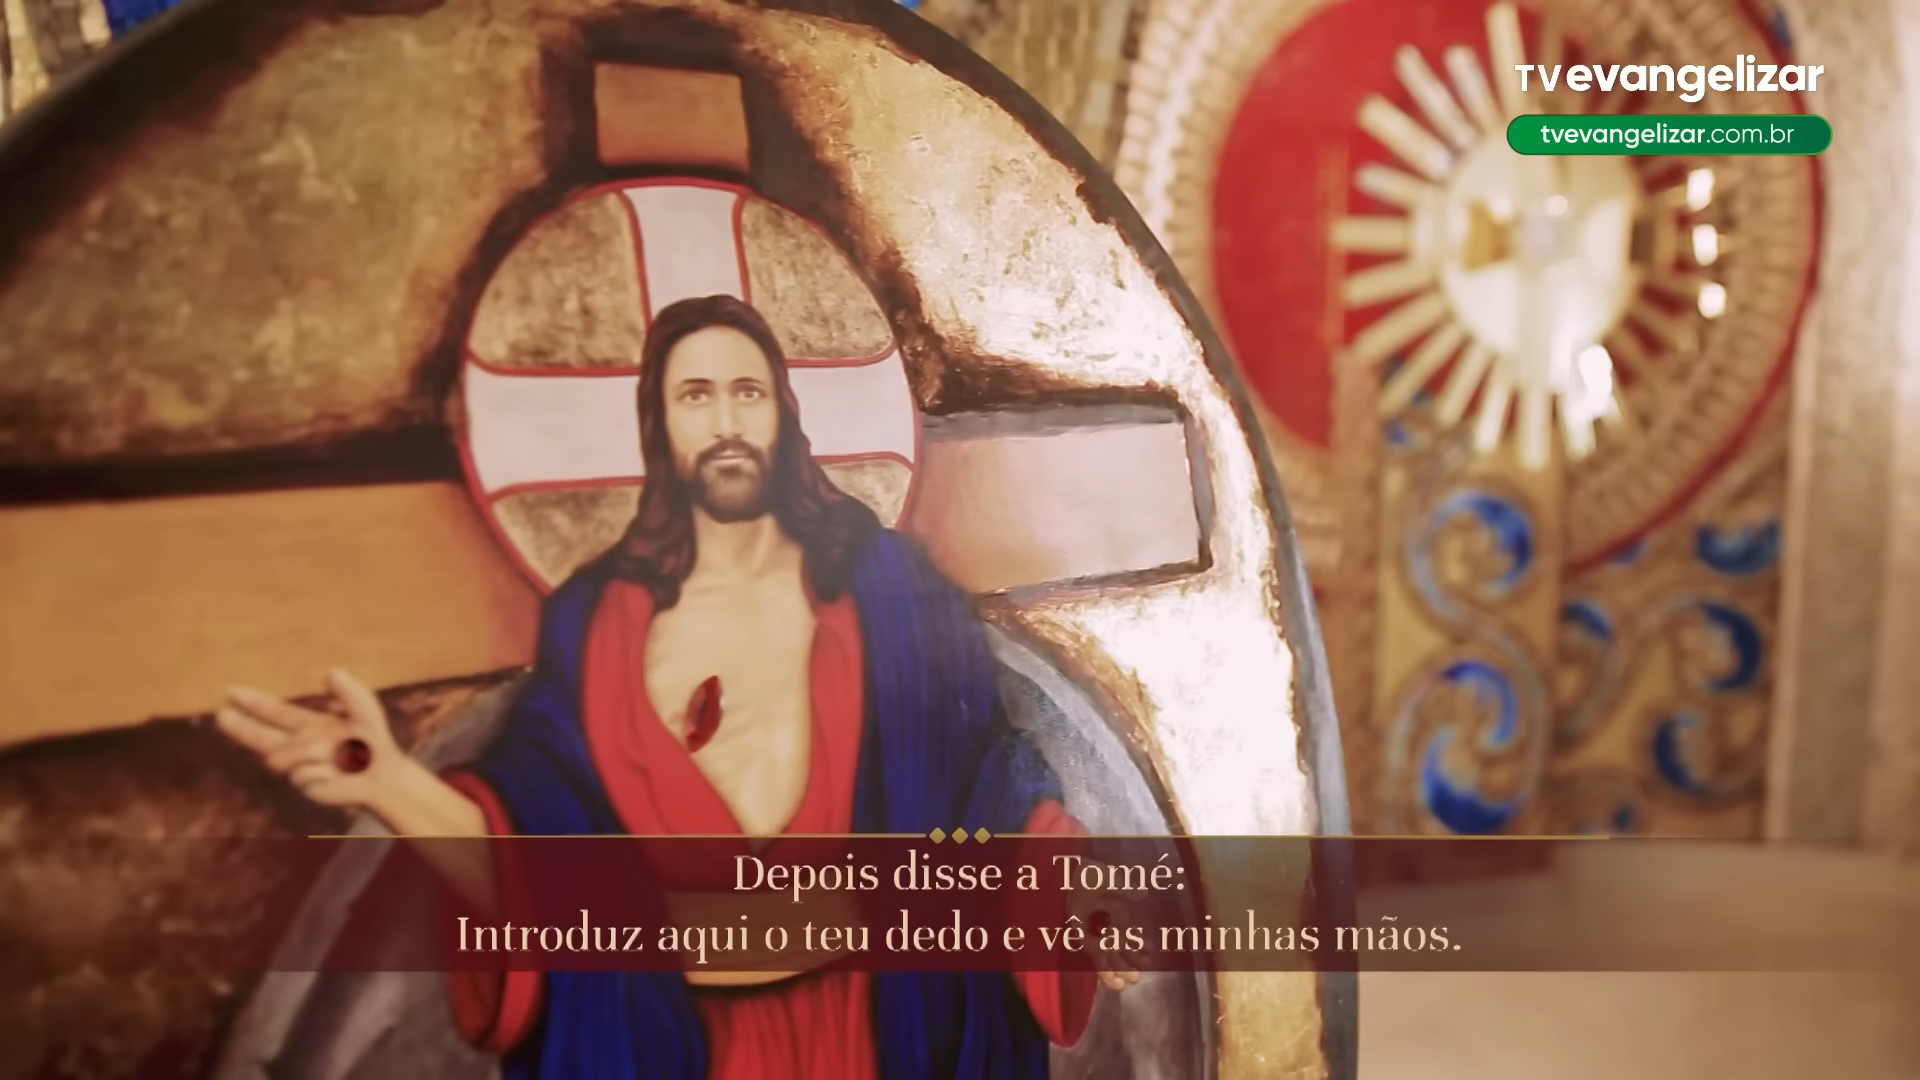 TVevangelizar
tvevangelizar.com.br
Depois disse a Tomé:
Introduz aqui o teu dedo e vê as minhas mãos.